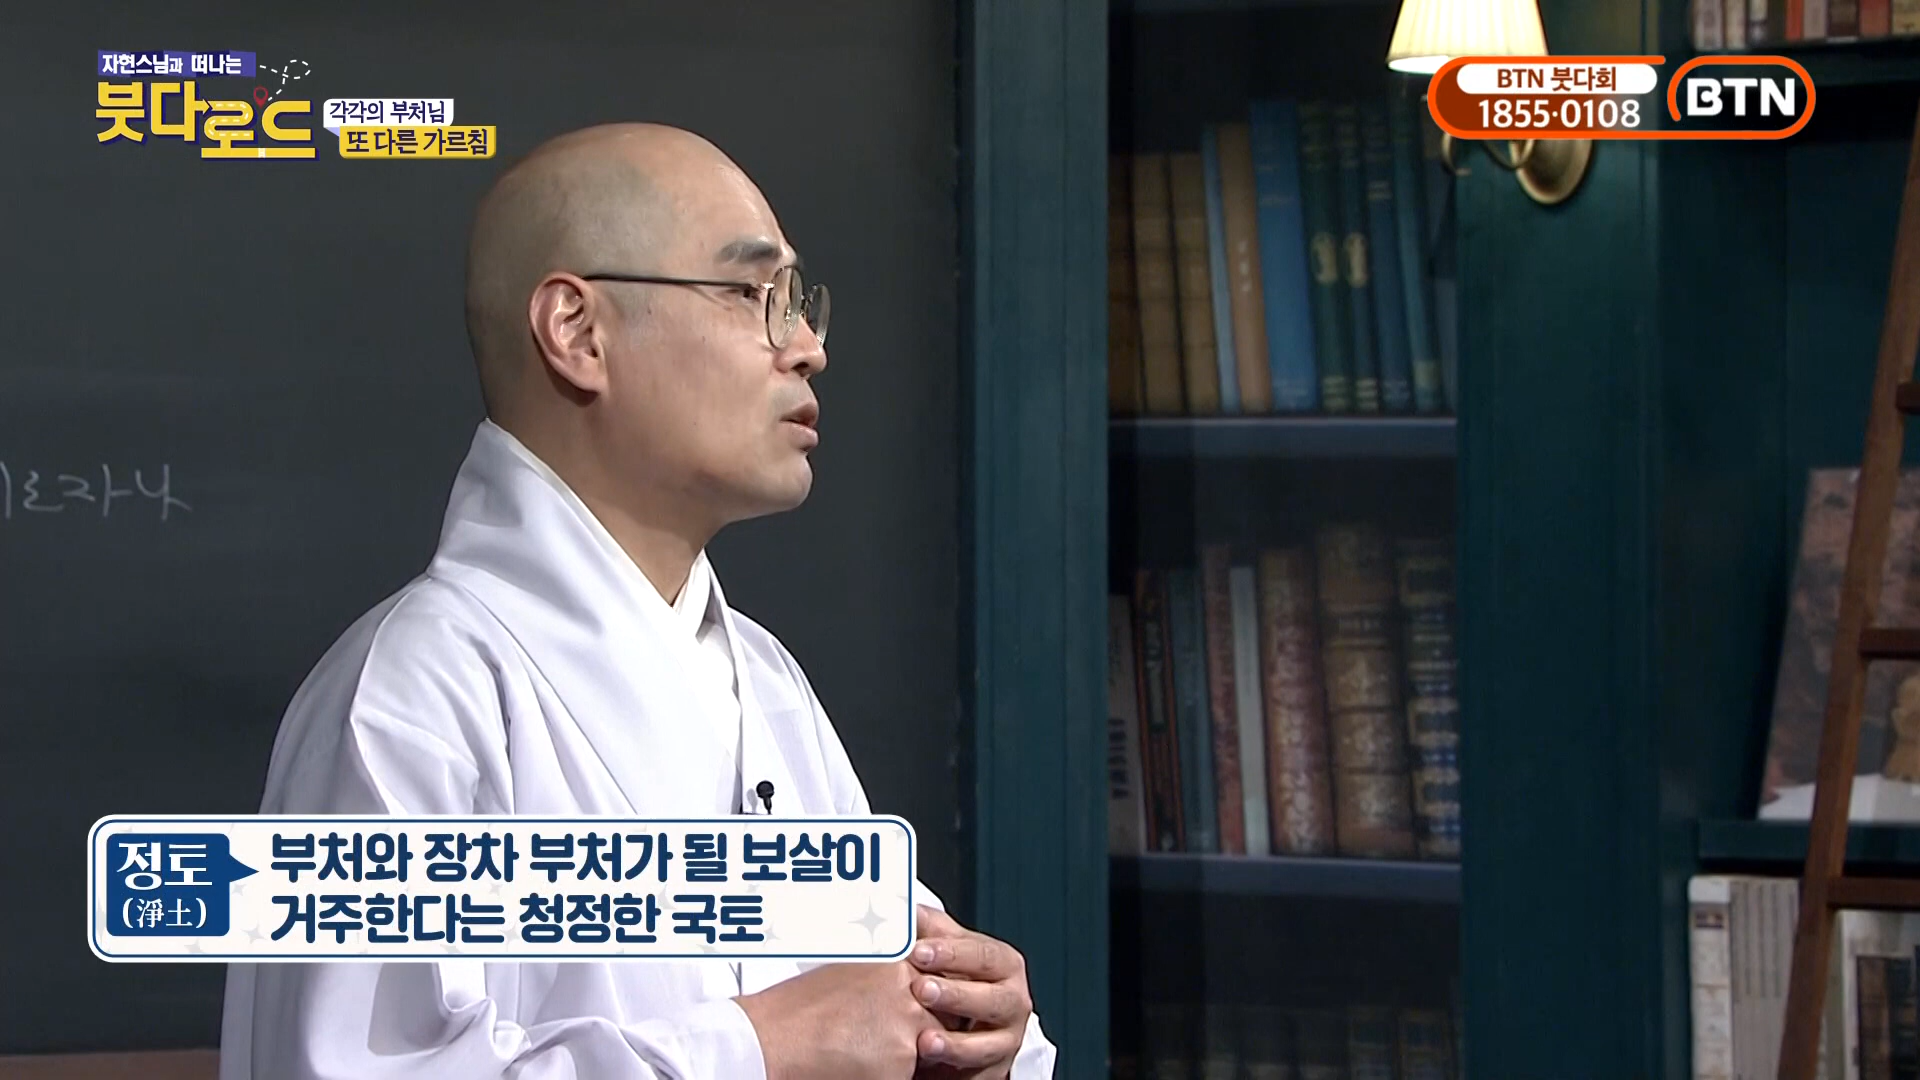 자현스님과 떠나는
붓다로드
각각의 부처님
또 다른 가르침
BTN 붓다회
1855·0108
BTN
르자나
정토
(淨土)
부처와 장차 부처가 될 보살이
거주한다는 청정한 국토